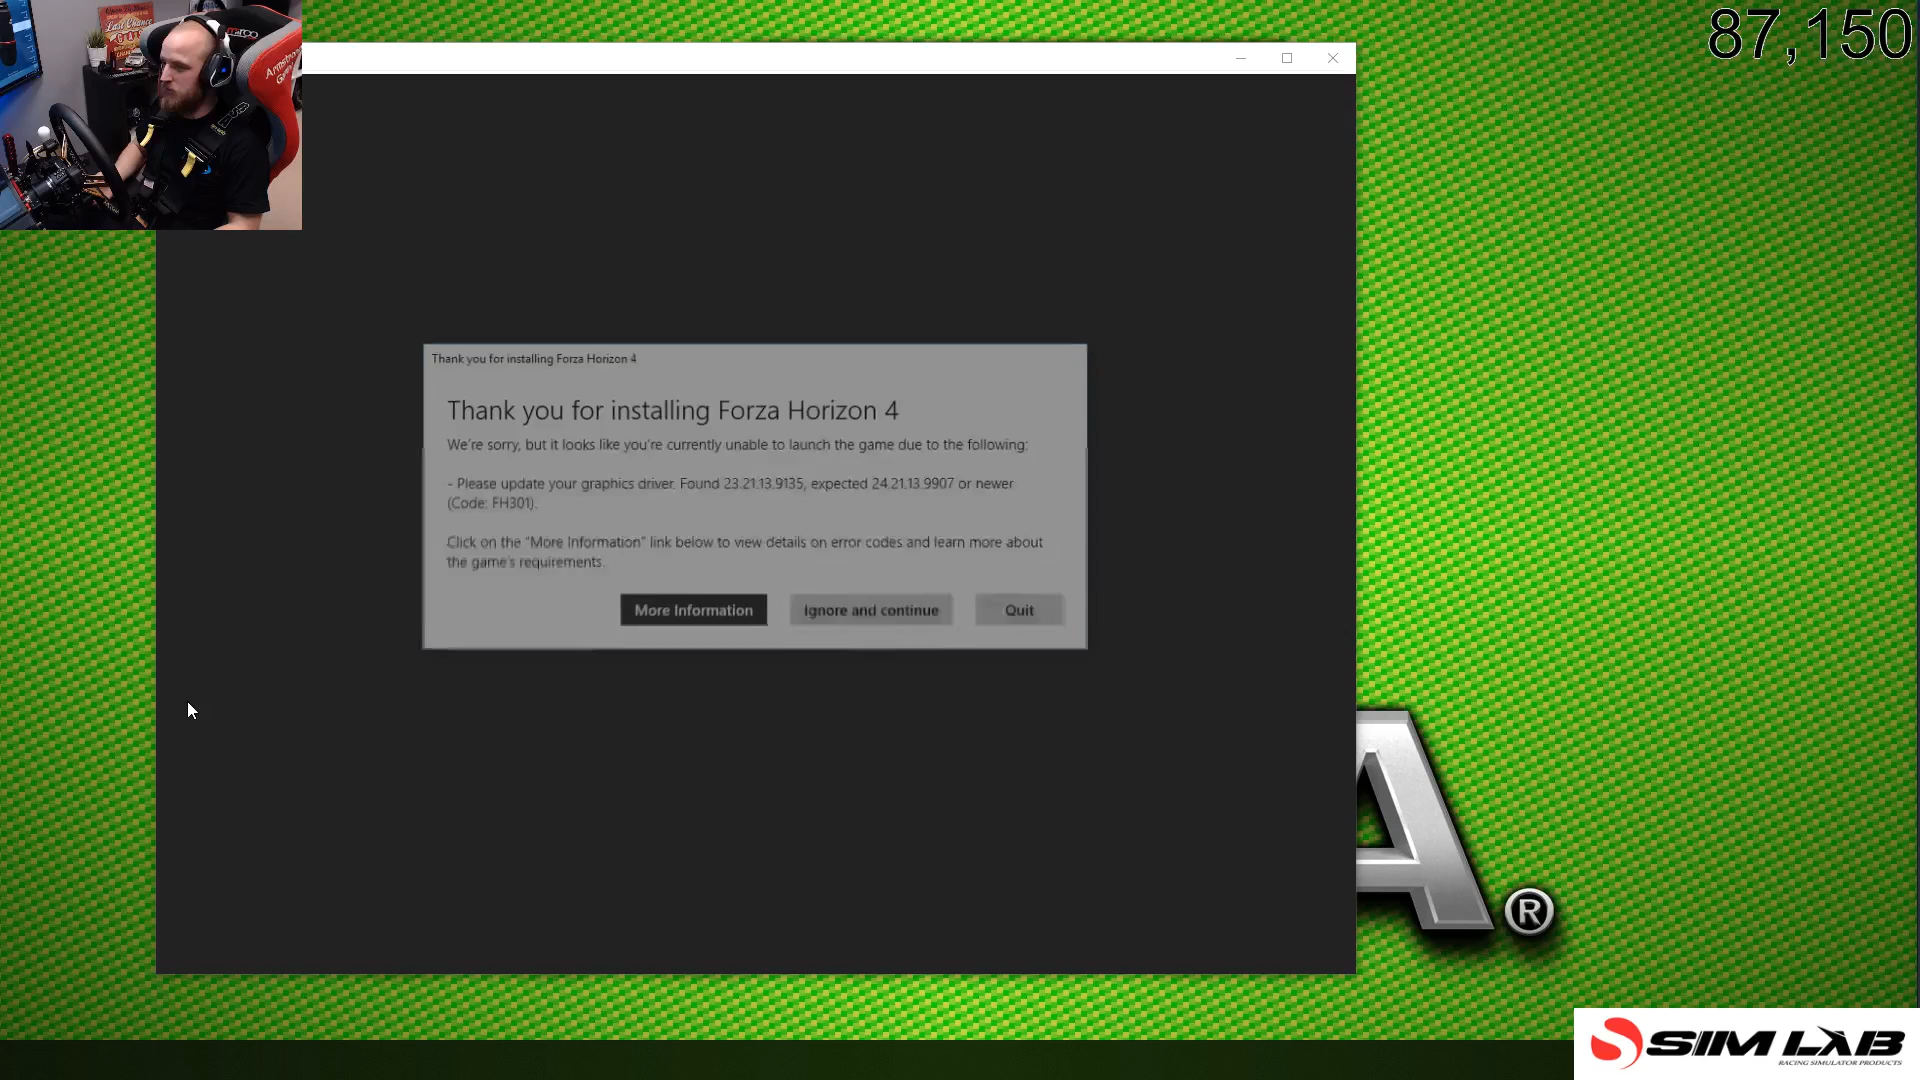 87,150
Last Chance
GAS
Thank you for installing Forza Horizon 4
Thank you for installing Forza Horizon 4
We're sorry, but it looks like you're currently unable to launch the game due to the following:
- Please update your graphics driver. Found 23.21.13.9135, expected 24.21.13.9907 or newer
(Code: FH301).
Click on the "More Information" link below to view details on error codes and learn more about
the game's requirements.
More Information Ignore and continue Quit
A®
SIM LAB
RACING SIMULATOR PRODUCTS